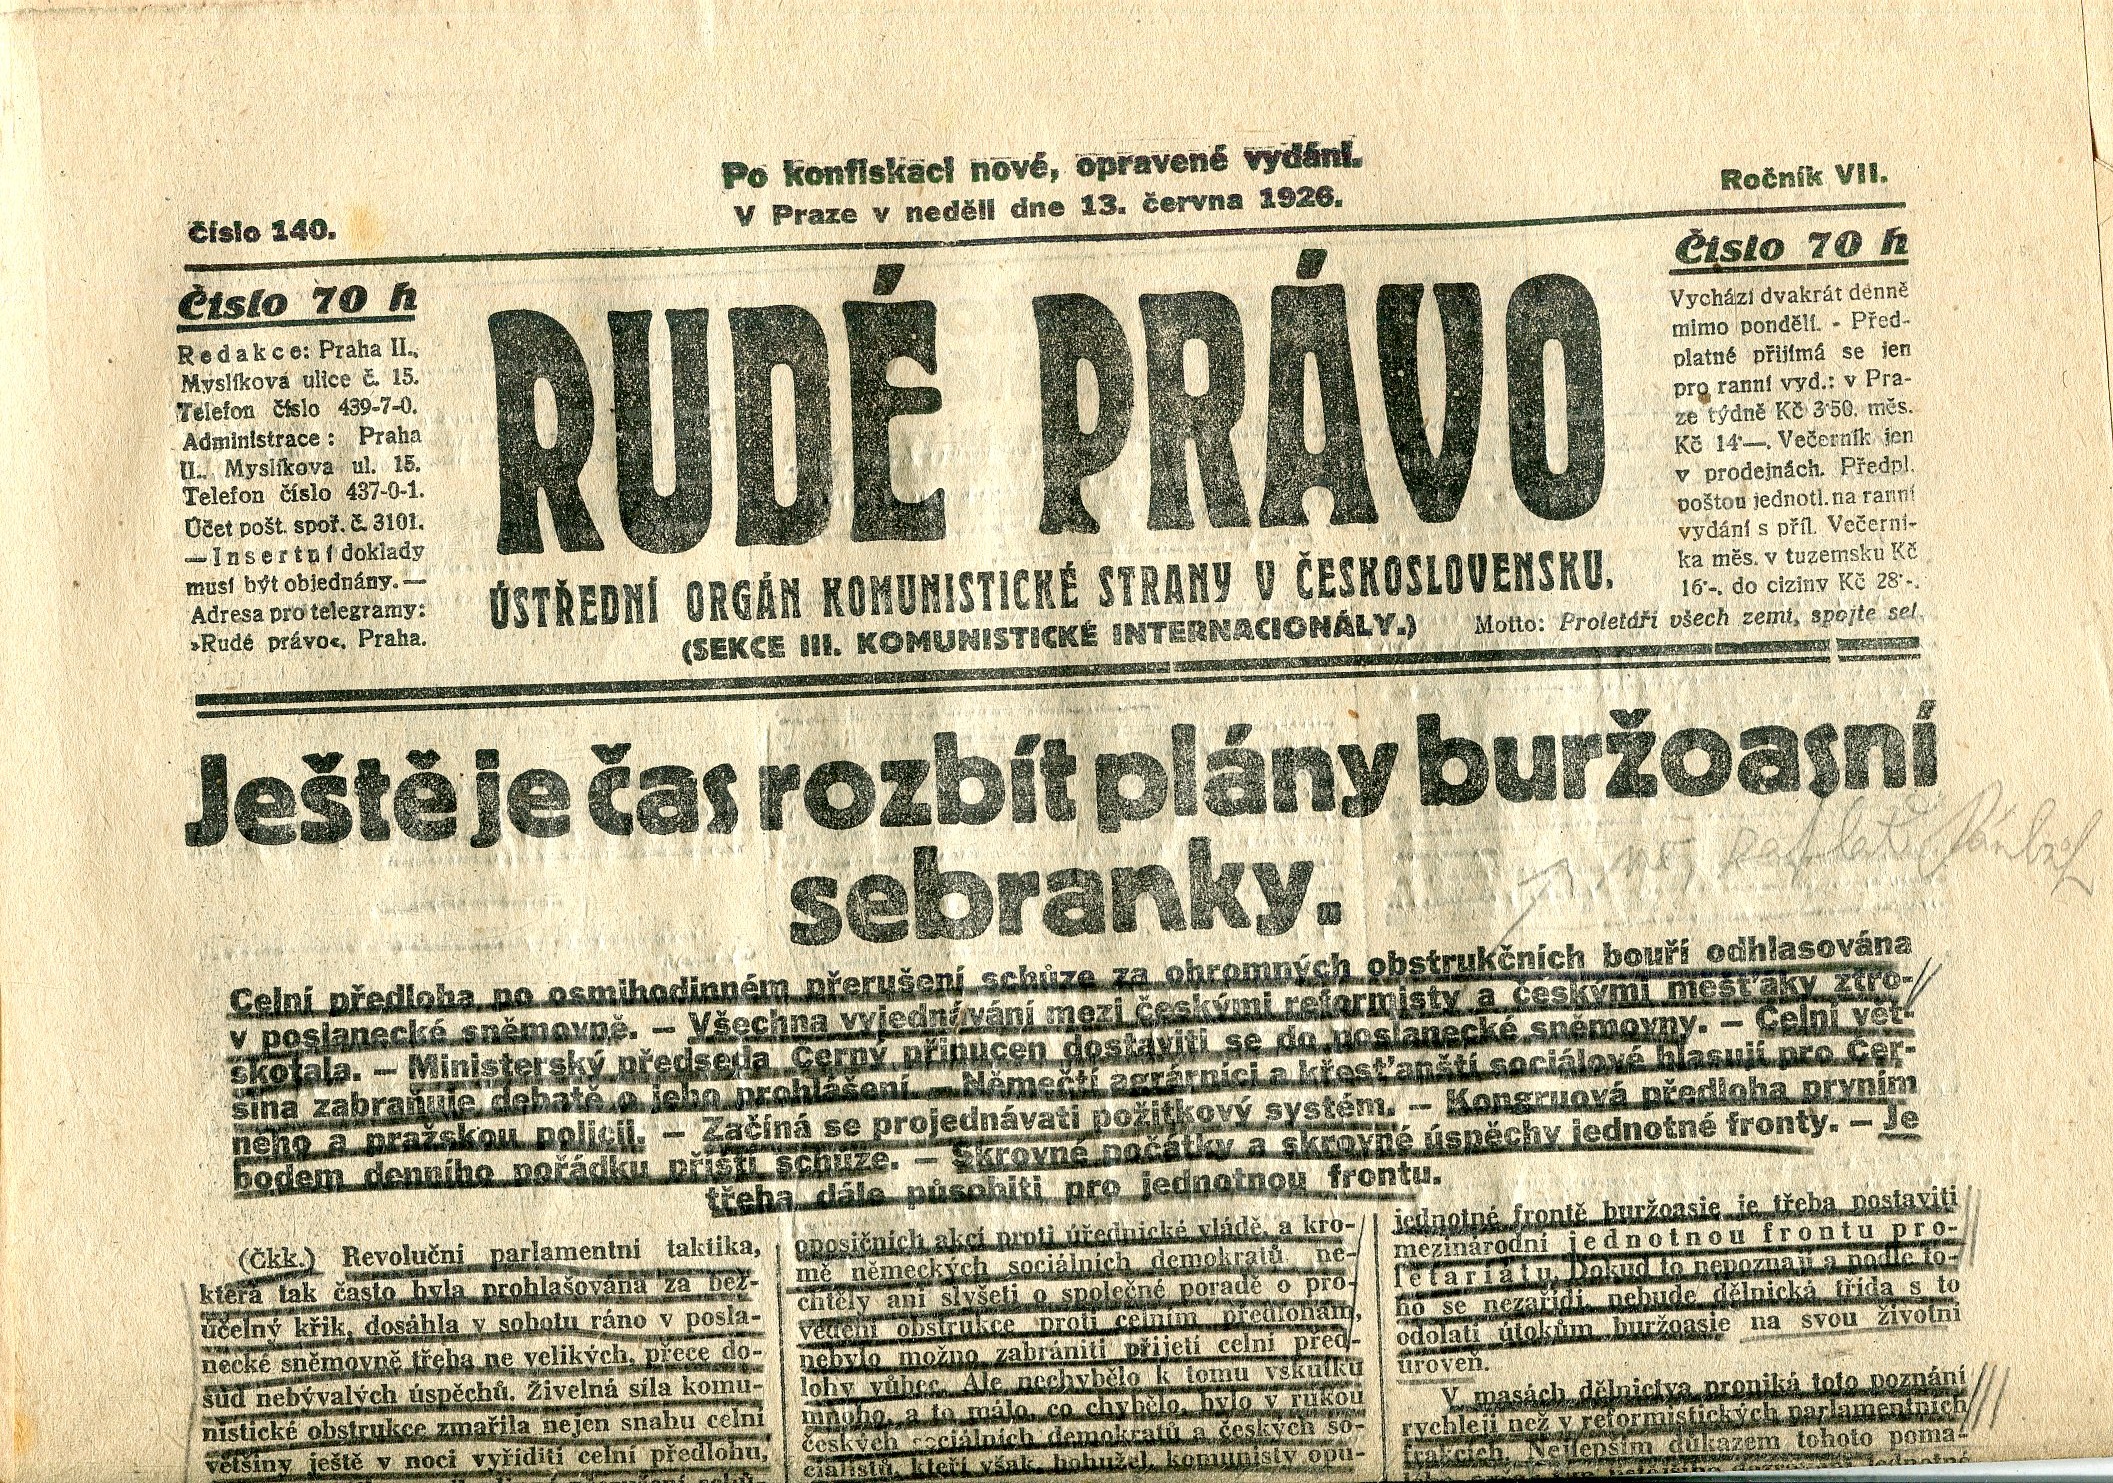 Po konfiskaci nové, opravené vydání.
V Praze v neděli dne 13. června 1926.
Ročník VII.
Číslo 140.
Číslo 70 h
Redakce: Praha II.,
Myslíkova ulice č. 15.
Telefon číslo 439-7-0.
Administrace: Praha
II., Myslíkova ul. 15.
Telefon číslo 437-0-1.
Účet pošt. spoř. č. 3101.
—Insertní doklady
musí být objednány.—
Adresa pro telegramy:
»Rudé právo«, Praha.
RUDÉ PRÁVO
ÚSTŘEDNÍ ORGÁN KOMUNISTICKÉ STRANY V ČESKOSLOVENSKU.
(SEKCE III. KOMUNISTICKÉ INTERNACIONÁLY.)
Číslo 70 h
Vychází dvakrát denně
mimo pondělí. - Před-
platné přijímá se jen
pro ranní vyd.: v Pra-
ze týdně Kč 3·50, měs.
Kč 14·—. Večerník jen
v prodejnách. Předpl.
poštou jednotl. na ranní
vydání s příl. Večerní-
ka měs. v tuzemsku Kč
16·-, do ciziny Kč 28·-.
Motto: Proletáři všech zemí, spojte se!
Ještě je čas rozbít plány buržoasní
sebranky.
Celní předloha po osmihodinném přerušení schůze za ohromných obstrukčních bouří odhlasována
v poslanecké sněmovně. — Všechna vyjednávání mezi českými reformisty a českými měšťáky ztro-
skotala. — Ministerský předseda Černý přinucen dostaviti se do poslanecké sněmovny. — Celní vět-
šina zabraňuje debatě o jeho prohlášení. — Němečtí agrárníci a křesťanští sociálové hlasují pro Čer-
ného a pražskou policii. — Začíná se projednávati požitkový systém. — Kongruová předloha prvním
bodem denního pořádku příští schůze. — Skrovné počátky a skrovné úspěchy jednotné fronty. — Je
třeba dále působiti pro jednotnou frontu.
(Čkk.) Revoluční parlamentní taktika,
která tak často byla prohlašována za bez-
účelný křik, dosáhla v sobotu ráno v posla-
necké sněmovně třeba ne velikých, přece do-
sud nebývalých úspěchů. Živelná síla komu-
nistické obstrukce zmařila nejen snahu celní
většiny ještě v noci vyříditi celní předlohu,
oposičních akcí proti úřednické vládě, a kro-
mě německých sociálních demokratů, ne-
chtěly ani slyšeti o společné poradě o pro-
vedení obstrukce proti celním předlohám,
nebylo možno zabrániti přijetí celní před-
lohy vůbec. Ale nechybělo k tomu vskutku
mnoho, a to málo, co chybělo, bylo v rukou
českých sociálních demokratů a českých so-
cialistů, kteří však, bohužel, komunisty opu-
jednotné frontě buržoasie je třeba postaviti
mezinárodní jednotnou frontu pro-
letariátu. Dokud to nepoznají a podle to-
ho se nezařídí, nebude dělnická třída s to
odolati útokům buržoasie na svou životní
úroveň.
V masách dělnictva proniká toto poznání
rychleji než v reformistických parlamentních
frakcích. Nejlepším důkazem tohoto poma-